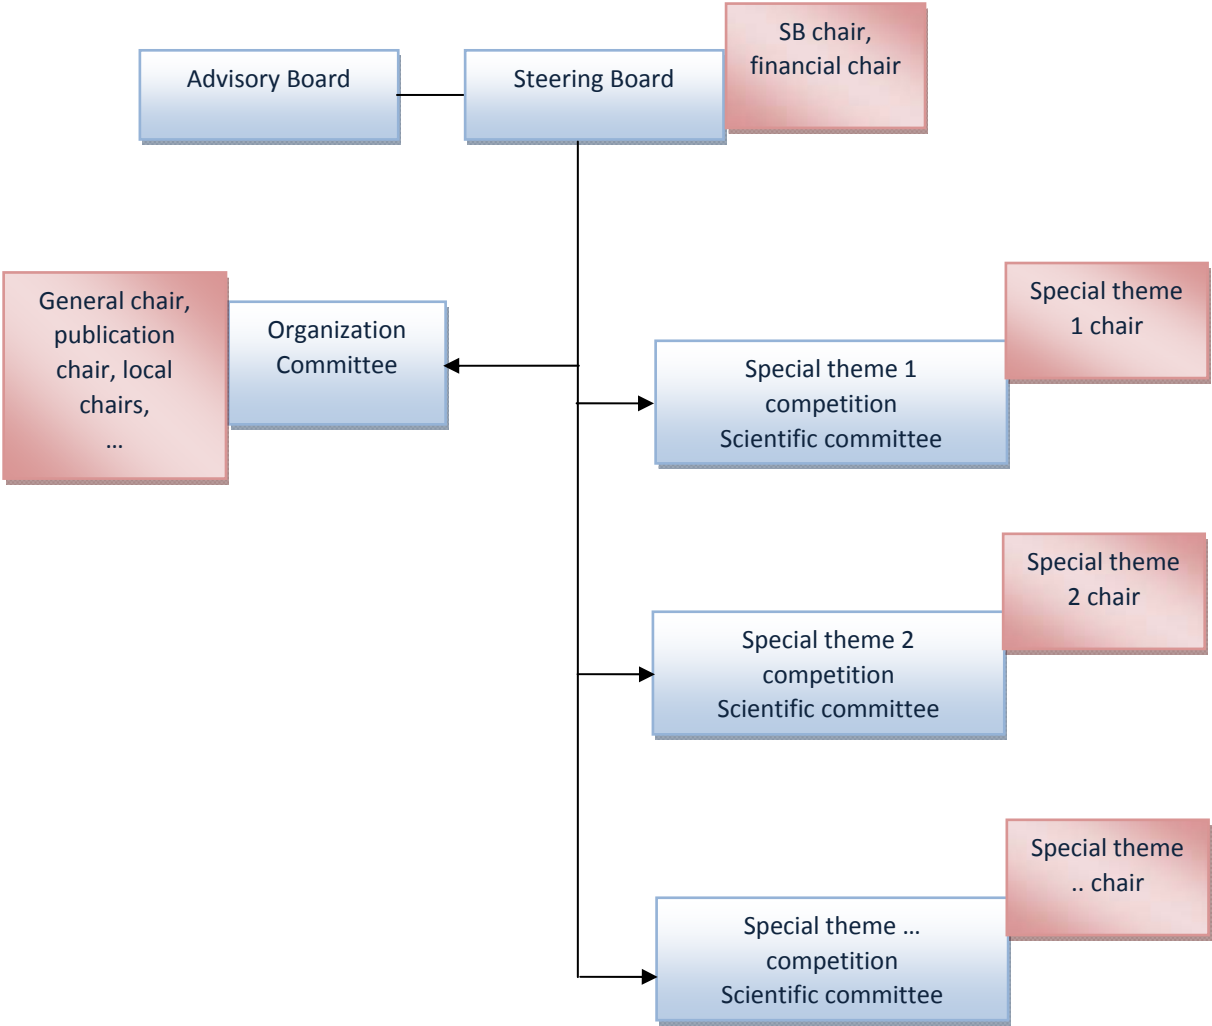 SB chair,
financial chair
Advisory Board
Steering Board
General chair,
publication
chair, local
chairs,
…
Organization
Committee
Special theme
1 chair
Special theme 1
competition
Scientific committee
Special theme
2 chair
Special theme 2
competition
Scientific committee
Special theme
.. chair
Special theme …
competition
Scientific committee